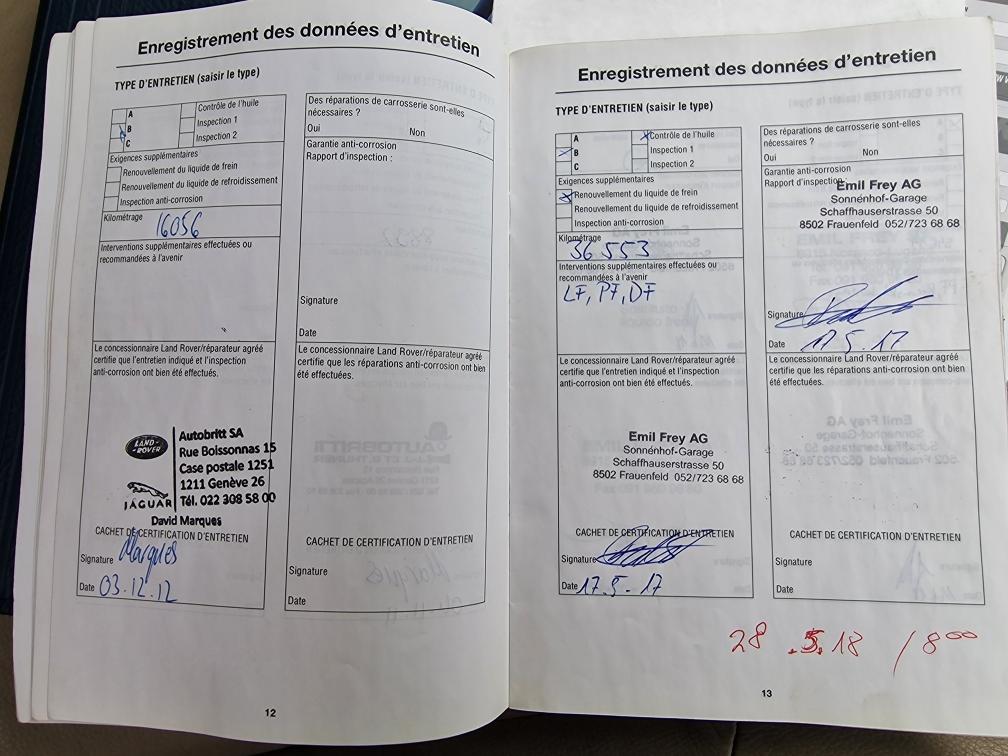 Enregistrement des données d'entretien
TYPE D'ENTRETIEN (saisir le type)
A
B
C
Contrôle de l'huile
Inspection 1
Inspection 2
Exigences supplémentaires
Renouvellement du liquide de frein
Renouvellement du liquide de refroidissement
Inspection anti-corrosion
Kilométrage
16056
Interventions supplémentaires effectuées ou
recommandées à l'avenir
Le concessionnaire Land Rover/réparateur agréé
certifie que l'entretien indiqué et l'inspection
anti-corrosion ont bien été effectués.
LAND-
ROVER
JAGUAR
Autobritt SA
Rue Boissonnas 15
Case postale 1251
1211 Genève 26
Tél. 022 308 58 00
David Marques
CACHET DE CERTIFICATION D'ENTRETIEN
Signature Marques
Date 03.12.12
Des réparations de carrosserie sont-elles
nécessaires ?
Oui Non
Garantie anti-corrosion
Rapport d'inspection :
Signature
Date
Le concessionnaire Land Rover/réparateur agréé
certifie que les réparations anti-corrosion ont bien
été effectuées.
CACHET DE CERTIFICATION D'ENTRETIEN
Signature
Date
12
Enregistrement des données d'entretien
TYPE D'ENTRETIEN (saisir le type)
A
B
C
Contrôle de l'huile
Inspection 1
Inspection 2
Exigences supplémentaires
Renouvellement du liquide de frein
Renouvellement du liquide de refroidissement
Inspection anti-corrosion
Kilométrage
36 553
Interventions supplémentaires effectuées ou
recommandées à l'avenir
LF, PF, DF
Le concessionnaire Land Rover/réparateur agréé
certifie que l'entretien indiqué et l'inspection
anti-corrosion ont bien été effectués.
Emil Frey AG
Sonnenhof-Garage
Schaffhauserstrasse 50
8502 Frauenfeld 052/723 68 68
CACHET DE CERTIFICATION D'ENTRETIEN
Signature
Date 17.5.17
Des réparations de carrosserie sont-elles
nécessaires ?
Oui Non
Garantie anti-corrosion
Rapport d'inspection:
Emil Frey AG
Sonnenhof-Garage
Schaffhauserstrasse 50
8502 Frauenfeld 052/723 68 68
Signature
Date 17.5.17
Le concessionnaire Land Rover/réparateur agréé
certifie que les réparations anti-corrosion ont bien
été effectuées.
CACHET DE CERTIFICATION D'ENTRETIEN
Signature
Date
28.5.18 / 8⁰⁰
13